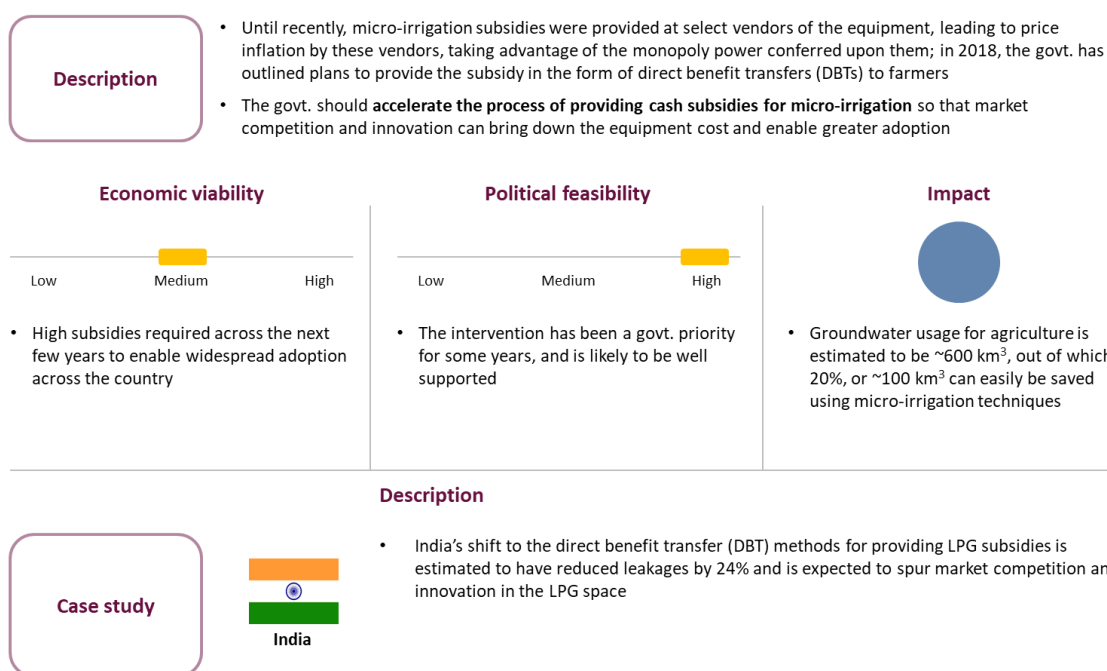 Description
• Until recently, micro-irrigation subsidies were provided at select vendors of the equipment, leading to price
inflation by these vendors, taking advantage of the monopoly power conferred upon them; in 2018, the govt. has
outlined plans to provide the subsidy in the form of direct benefit transfers (DBTs) to farmers
• The govt. should accelerate the process of providing cash subsidies for micro-irrigation so that market
competition and innovation can bring down the equipment cost and enable greater adoption
Economic viability
Low Medium High
• High subsidies required across the next
few years to enable widespread adoption
across the country
Political feasibility
Low Medium High
• The intervention has been a govt. priority
for some years, and is likely to be well
supported
Impact
• Groundwater usage for agriculture is
estimated to be ~600 km³, out of which
20%, or ~100 km³ can easily be saved
using micro-irrigation techniques
Case study
India
Description
• India’s shift to the direct benefit transfer (DBT) methods for providing LPG subsidies is
estimated to have reduced leakages by 24% and is expected to spur market competition an
innovation in the LPG space